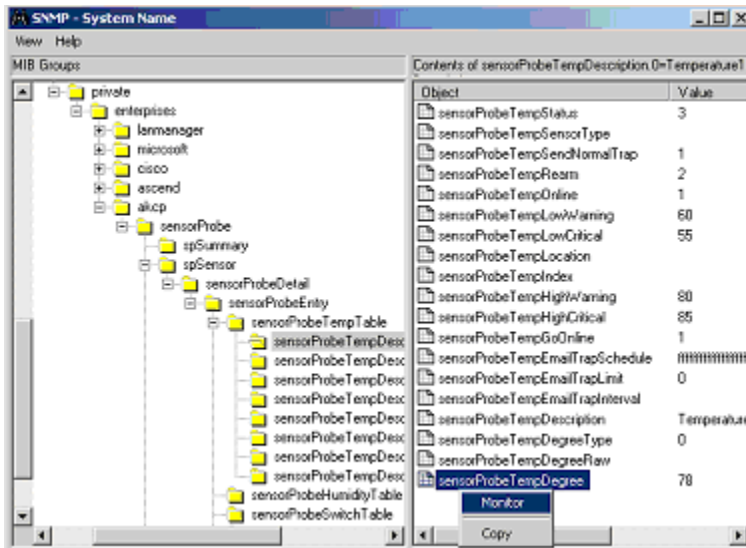 SNMP - System Name
View Help
MIB Groups
private
enterprises
lanmanager
microsoft
cisco
ascend
akcp
sensorProbe
spSummary
spSensor
sensorProbeDetail
sensorProbeEntry
sensorProbeTempTable
sensorProbeTempDesc
sensorProbeTempDesc
sensorProbeTempDesc
sensorProbeTempDesc
sensorProbeTempDesc
sensorProbeTempDesc
sensorProbeTempDesc
sensorProbeTempDesc
sensorProbeHumidityTable
sensorProbeSwitchTable
Contents of sensorProbeTempDescription.0=Temperature1
Object Value
sensorProbeTempStatus 3
sensorProbeTempSensorType
sensorProbeTempSendNormalTrap 1
sensorProbeTempRearm 2
sensorProbeTempOnline 1
sensorProbeTempLowWarning 60
sensorProbeTempLowCritical 55
sensorProbeTempLocation
sensorProbeTempIndex
sensorProbeTempHighWarning 80
sensorProbeTempHighCritical 85
sensorProbeTempGoOnline 1
sensorProbeTempEmailTrapSchedule
sensorProbeTempEmailTrapLimit 0
sensorProbeTempEmailTrapInterval
sensorProbeTempDescription Temperature
sensorProbeTempDegreeType 0
sensorProbeTempDegreeRaw
sensorProbeTempDegree 78
Monitor
Copy